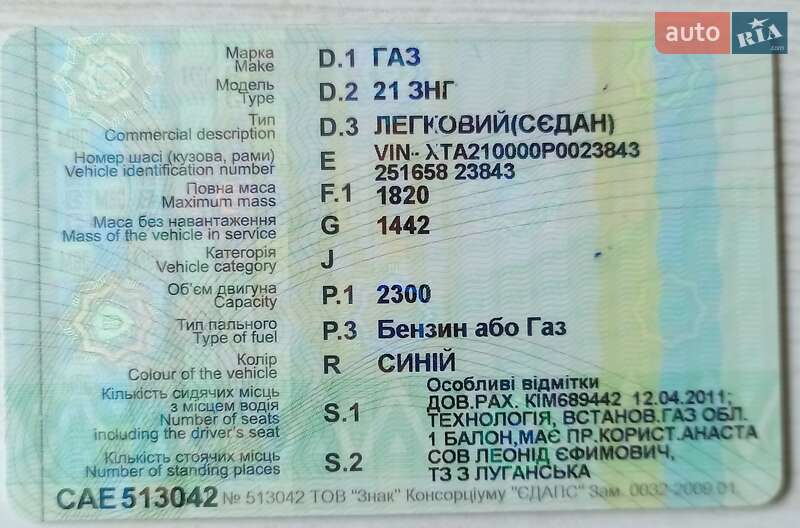 auto RIA.com
Марка D.1 ГАЗ
Make
Модель D.2 21 ЗНГ
Type
Тип D.3 ЛЕГКОВИЙ(СЄДАН)
Commercial description
Номер шасі (кузова, рами) E VIN- XTA210000P0023843
Vehicle identification number 251658 23843
Повна маса F.1 1820
Maximum mass
Маса без навантаження G 1442
Mass of the vehicle in service
Категорія J
Vehicle category
Об'єм двигуна P.1 2300
Capacity
Тип пального P.3 Бензин або Газ
Type of fuel
Колір R СИНІЙ
Colour of the vehicle
Кількість сидячих місць S.1 Особливі відмітки
з місцем водія ДОВ.РАХ. КІМ689442 12.04.2011;
Number of seats ТЕХНОЛОГІЯ, ВСТАНОВ.ГАЗ ОБЛ.
including the driver's seat 1 БАЛОН,МАЄ ПР.КОРИСТ.АНАСТА
Кількість стоячих місць S.2 СОВ ЛЕОНІД ЄФИМОВИЧ,
Number of standing places ТЗ З ЛУГАНСЬКА
САЕ513042 № 513042 ТОВ "Знак" Консорціуму "ЄДАПС" Зам. 0032-2009.01